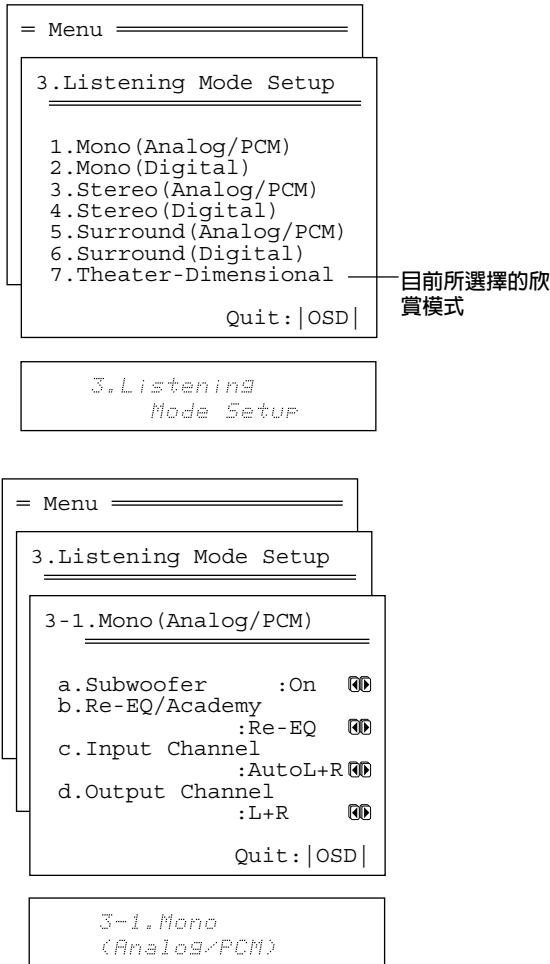 = Menu
3.Listening Mode Setup
1.Mono(Analog/PCM)
2.Mono(Digital)
3.Stereo(Analog/PCM)
4.Stereo(Digital)
5.Surround(Analog/PCM)
6.Surround(Digital)
7.Theater-Dimensional
目前所選擇的欣
賞模式
Quit:|OSD|
3.Listening
Mode Setup
= Menu
3.Listening Mode Setup
3-1.Mono(Analog/PCM)
a.Subwoofer :On
b.Re-EQ/Academy
:Re-EQ
c.Input Channel
:AutoL+R
d.Output Channel
:L+R
Quit:|OSD|
3-1.Mono
(Analog/PCM)